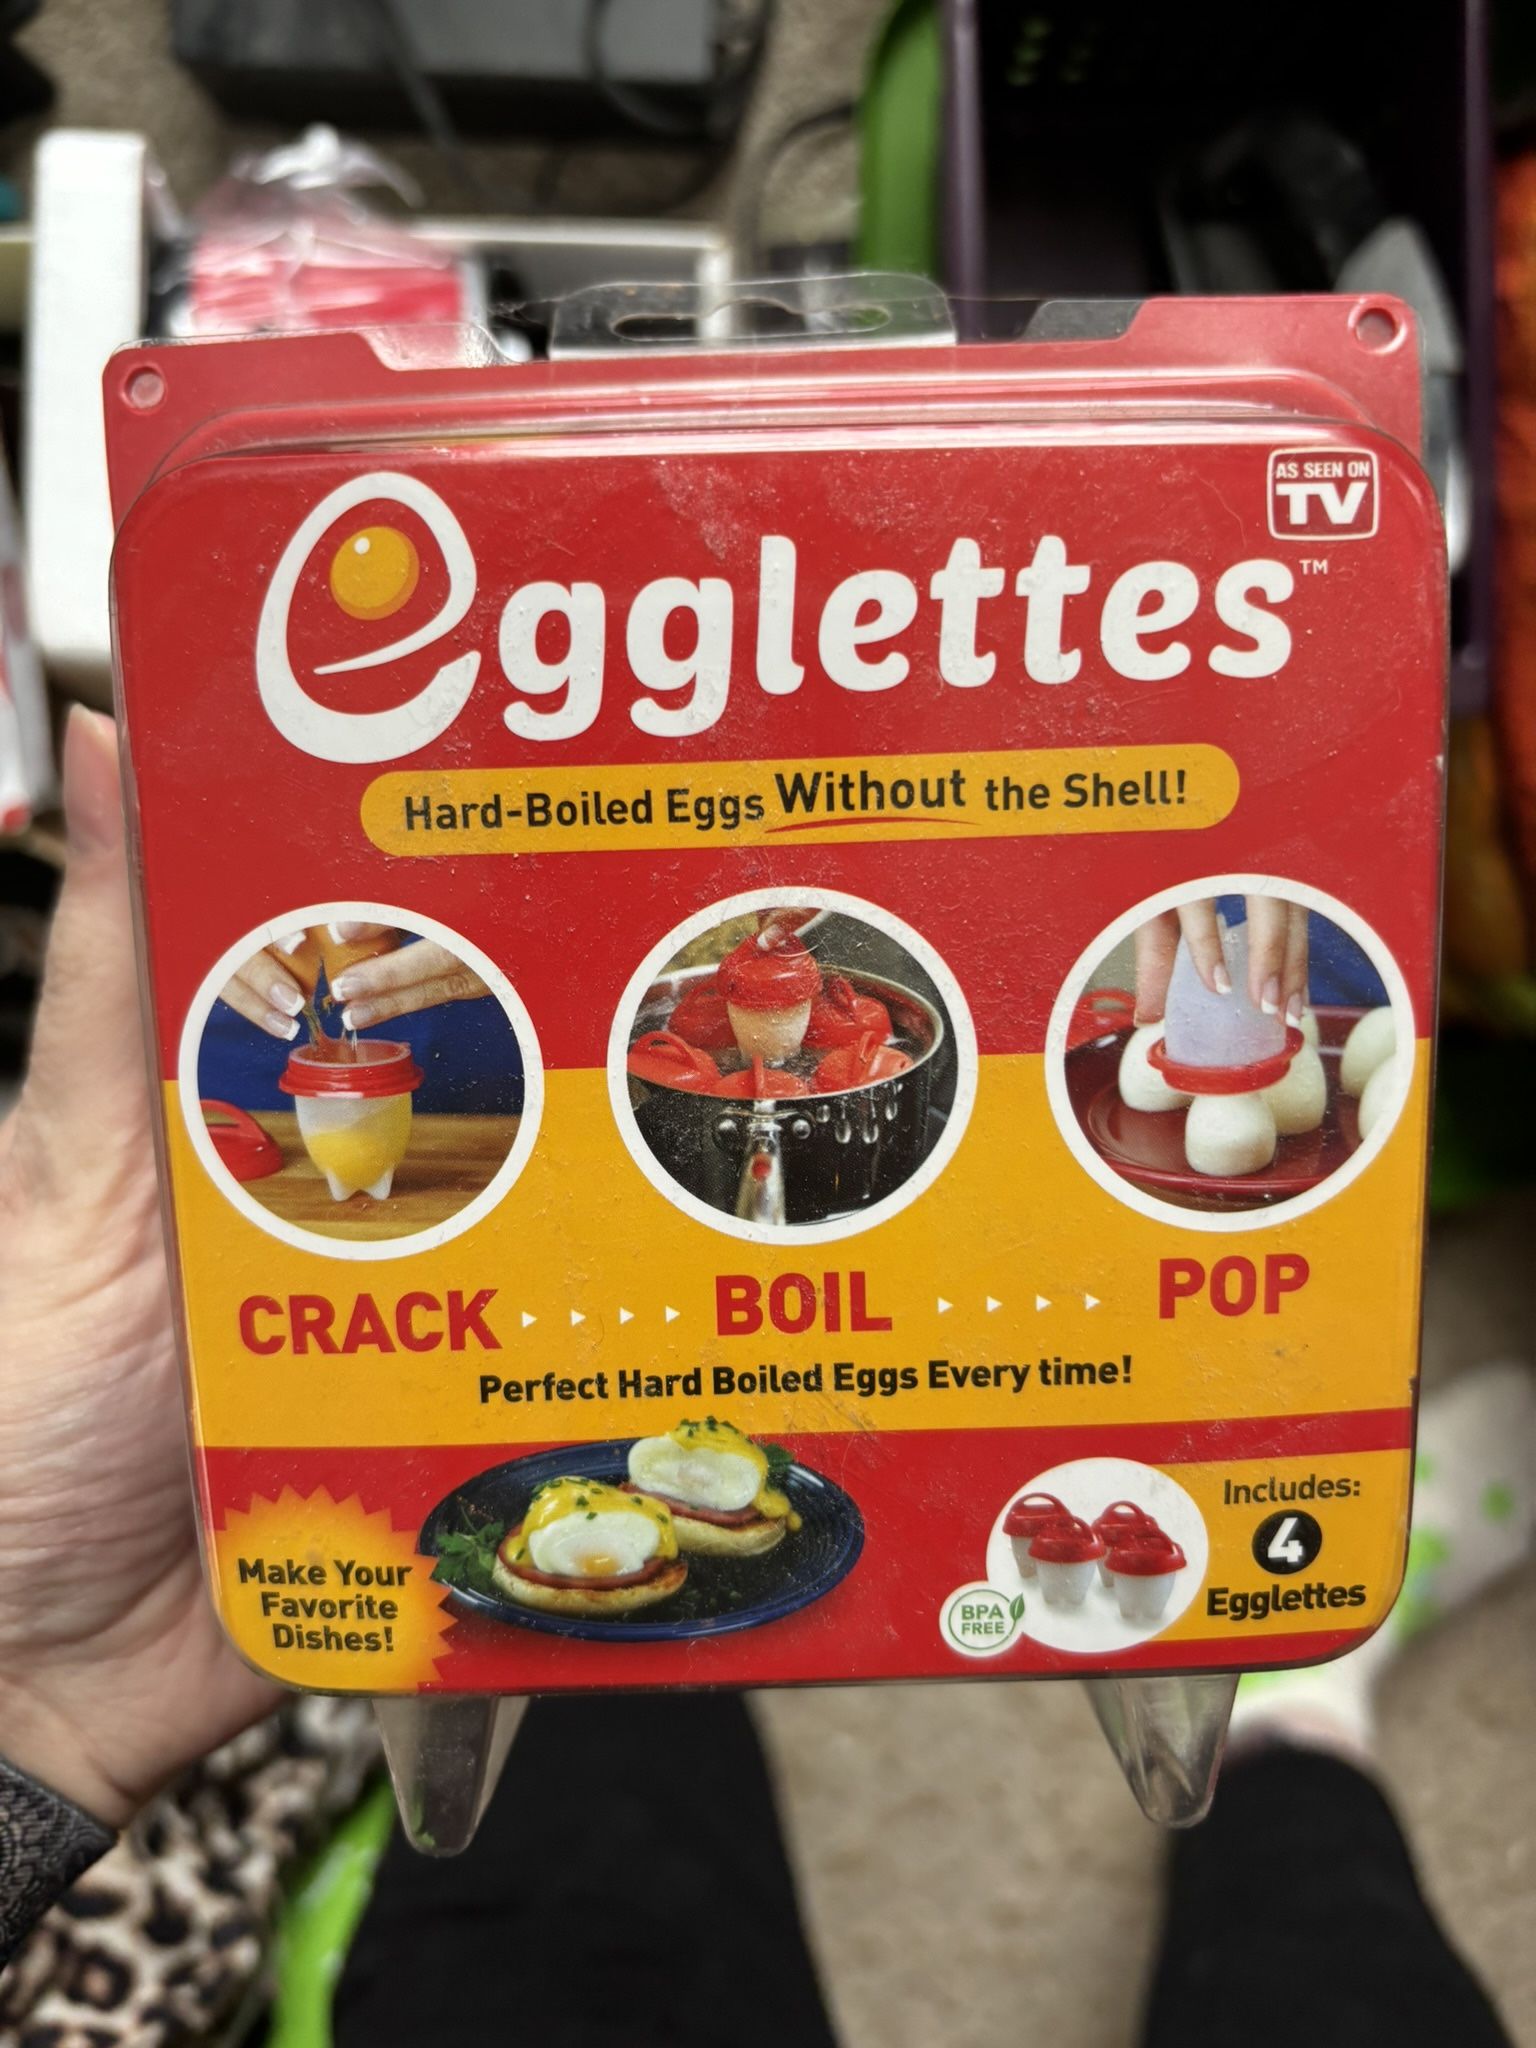 AS SEEN ON
TV
egglettes™
Hard-Boiled Eggs Without the Shell!
CRACK
BOIL
POP
Perfect Hard Boiled Eggs Every time!
Make Your
Favorite
Dishes!
BPA
FREE
Includes:
4
Egglettes